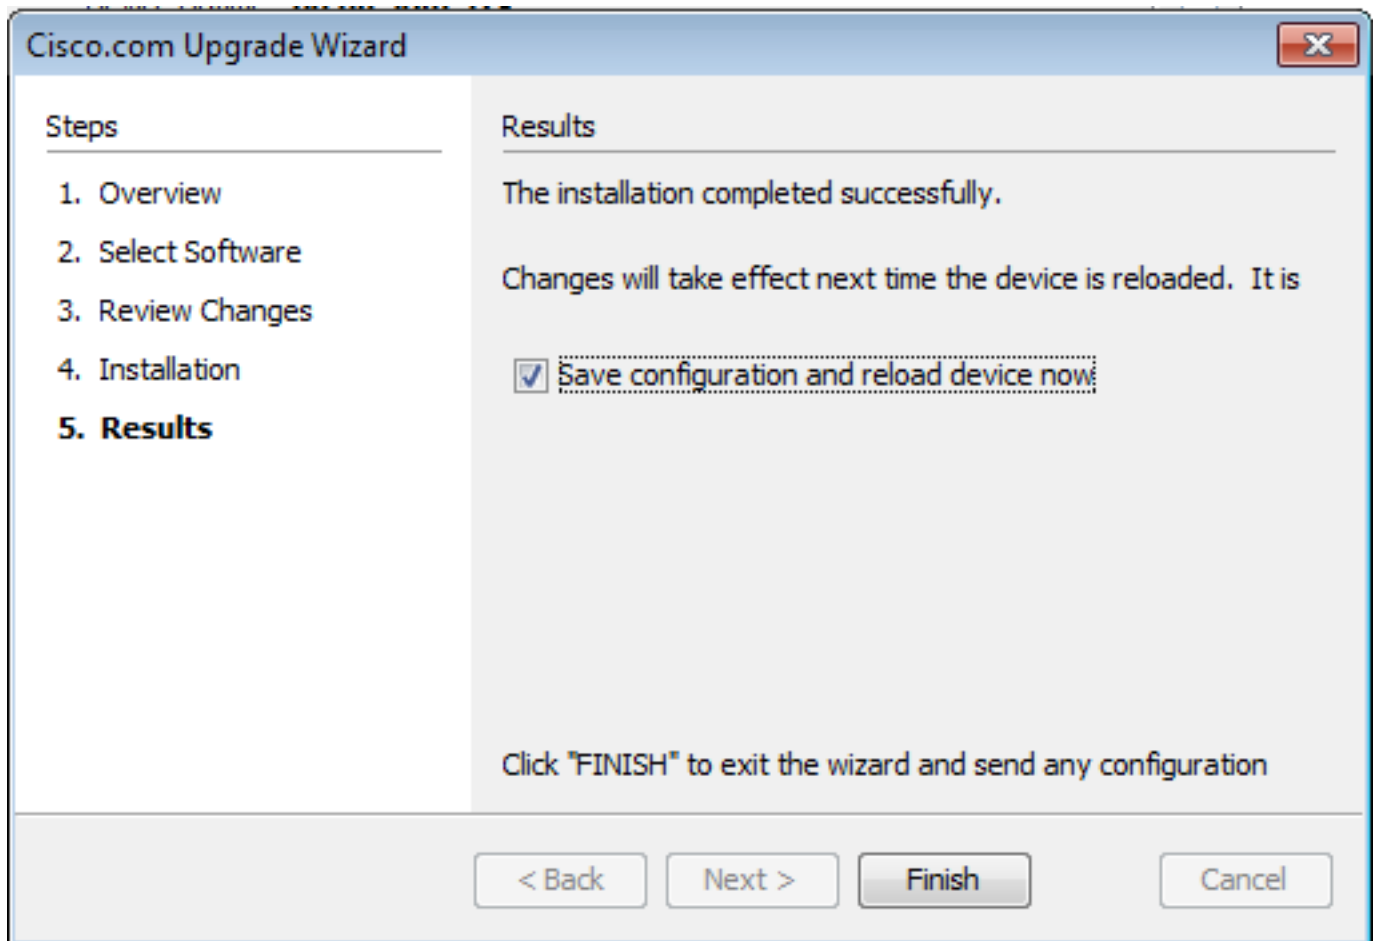 Cisco.com Upgrade Wizard
Steps
1. Overview
2. Select Software
3. Review Changes
4. Installation
5. Results
Results
The installation completed successfully.
Changes will take effect next time the device is reloaded. It is
Save configuration and reload device now
Click "FINISH" to exit the wizard and send any configuration
< Back
Next >
Finish
Cancel